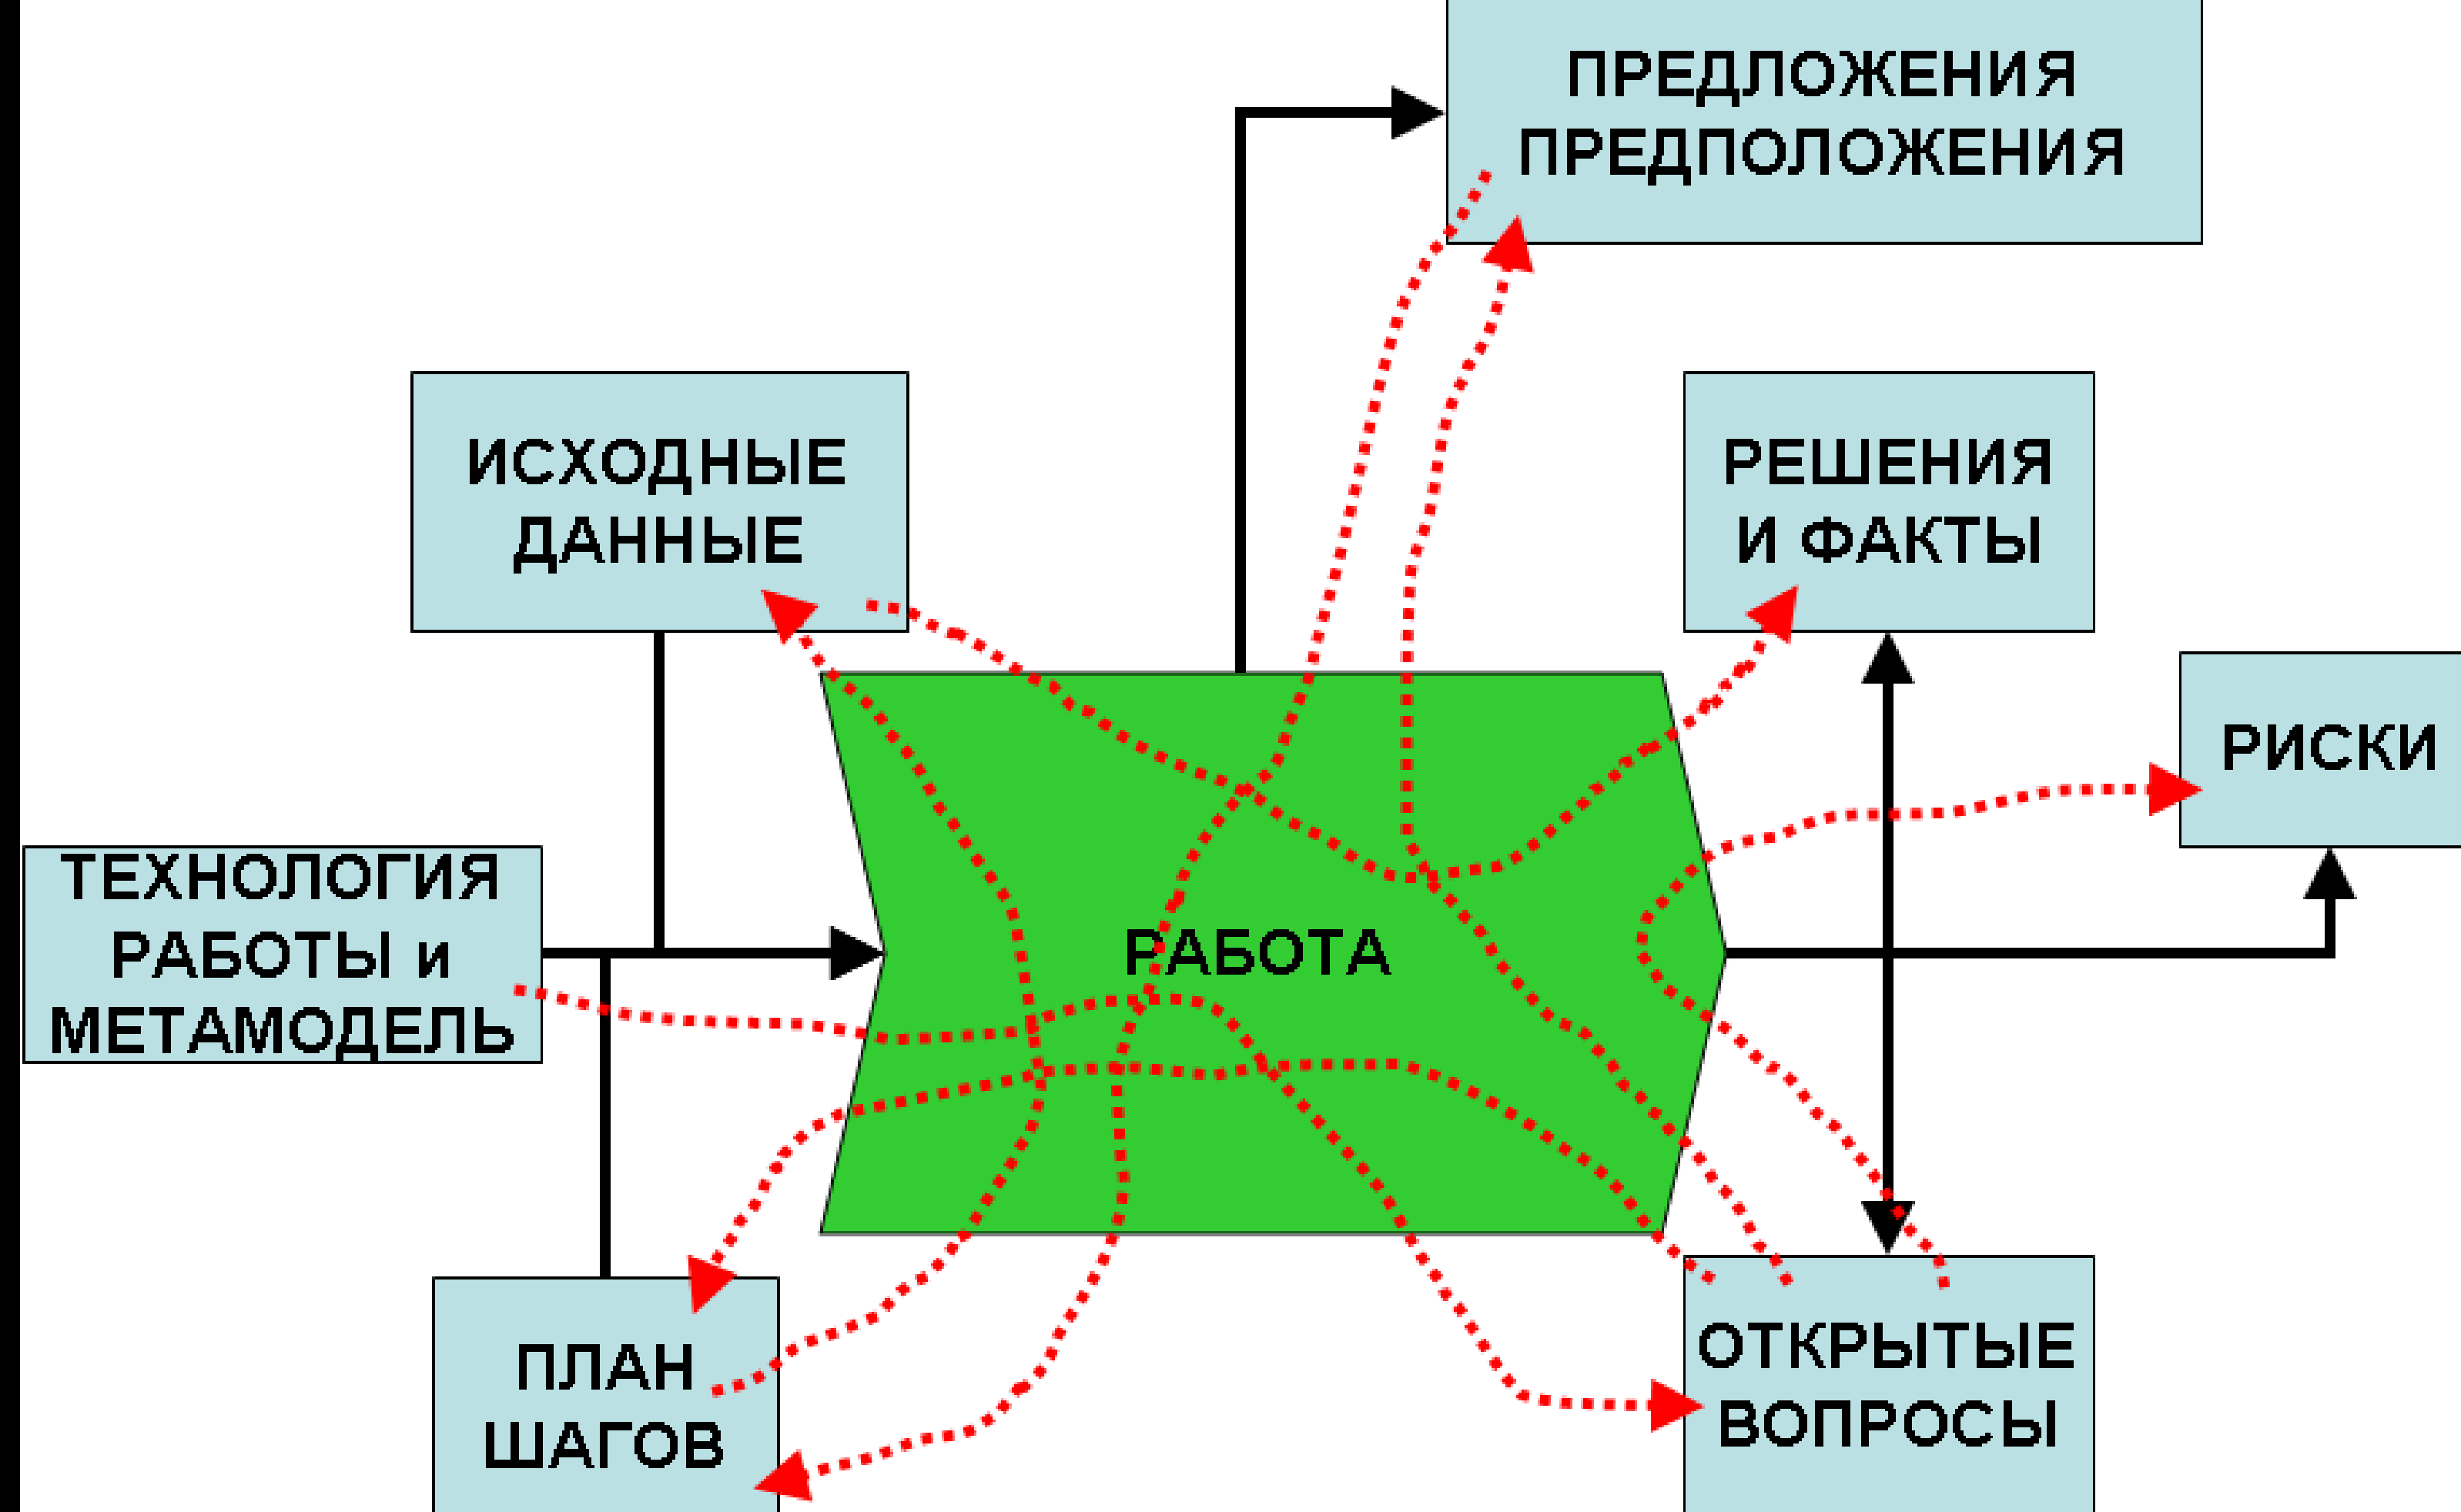 ПРЕДЛОЖЕНИЯ
ПРЕДПОЛОЖЕНИЯ
ИСХОДНЫЕ
ДАННЫЕ
РЕШЕНИЯ
И ФАКТЫ
РИСКИ
ТЕХНОЛОГИЯ
РАБОТЫ и
МЕТАМОДЕЛЬ
РАБОТА
ПЛАН
ШАГОВ
ОТКРЫТЫЕ
ВОПРОСЫ